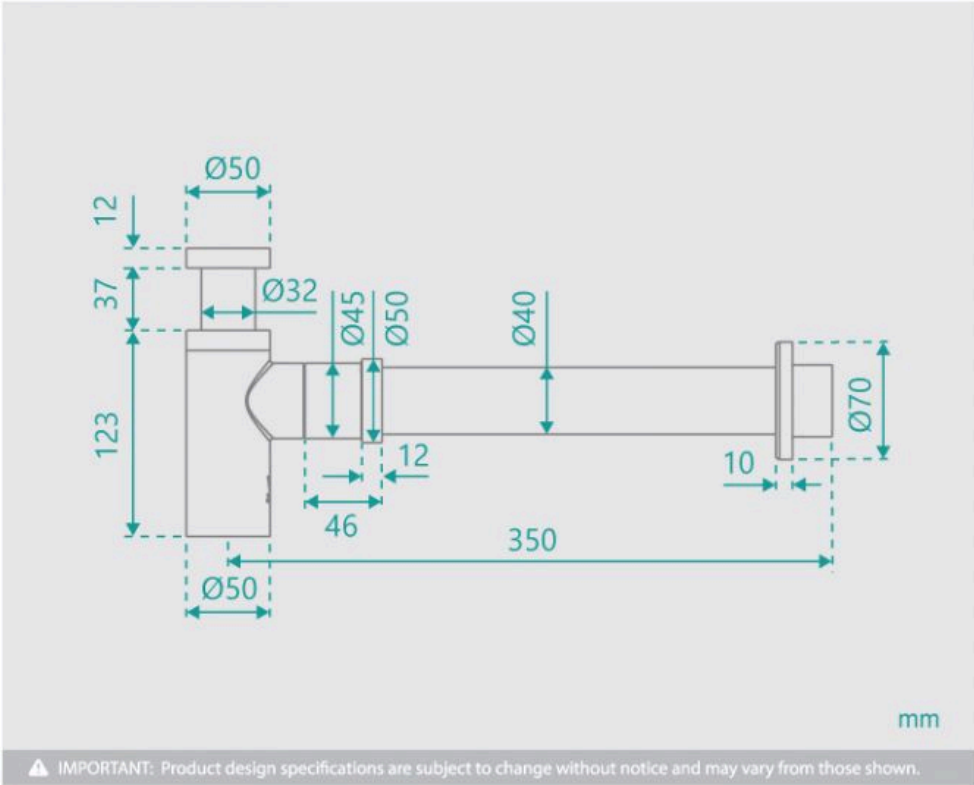 Ø50
12
37
Ø32
Ø45
Ø50
Ø40
123
Ø70
12
10
46
350
Ø50
mm
IMPORTANT: Product design specifications are subject to change without notice and may vary from those shown.